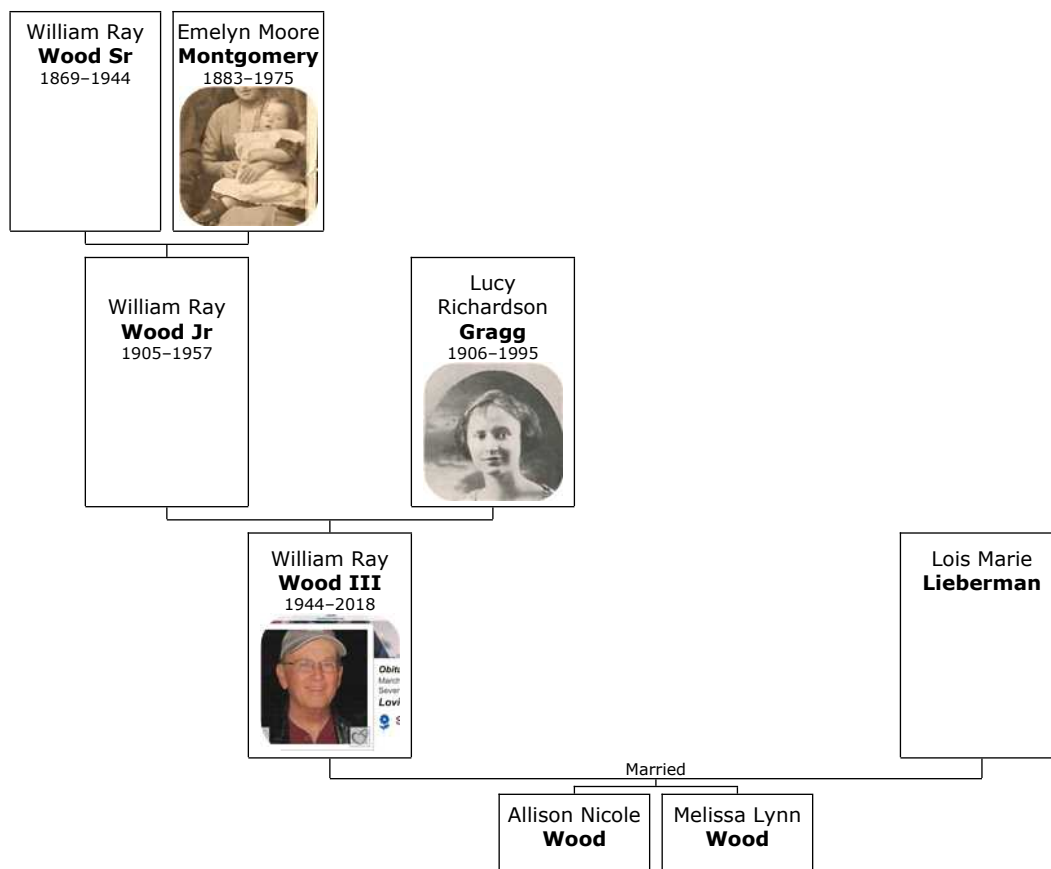 William Ray
Wood Sr
1869–1944
Emelyn Moore
Montgomery
1883–1975
William Ray
Wood Jr
1905–1957
Lucy
Richardson
Gragg
1906–1995
William Ray
Wood III
1944–2018
March
Lois Marie
Lieberman
Married
Allison Nicole
Wood
Melissa Lynn
Wood